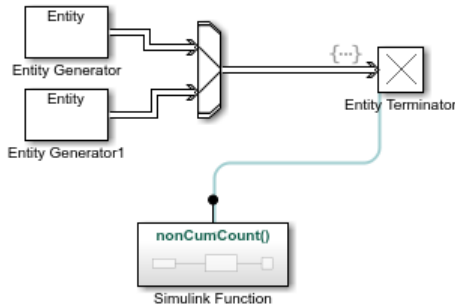 Entity
Entity Generator
Entity
Entity Generator1
{...}
Entity Terminator
nonCumCount()
Simulink Function